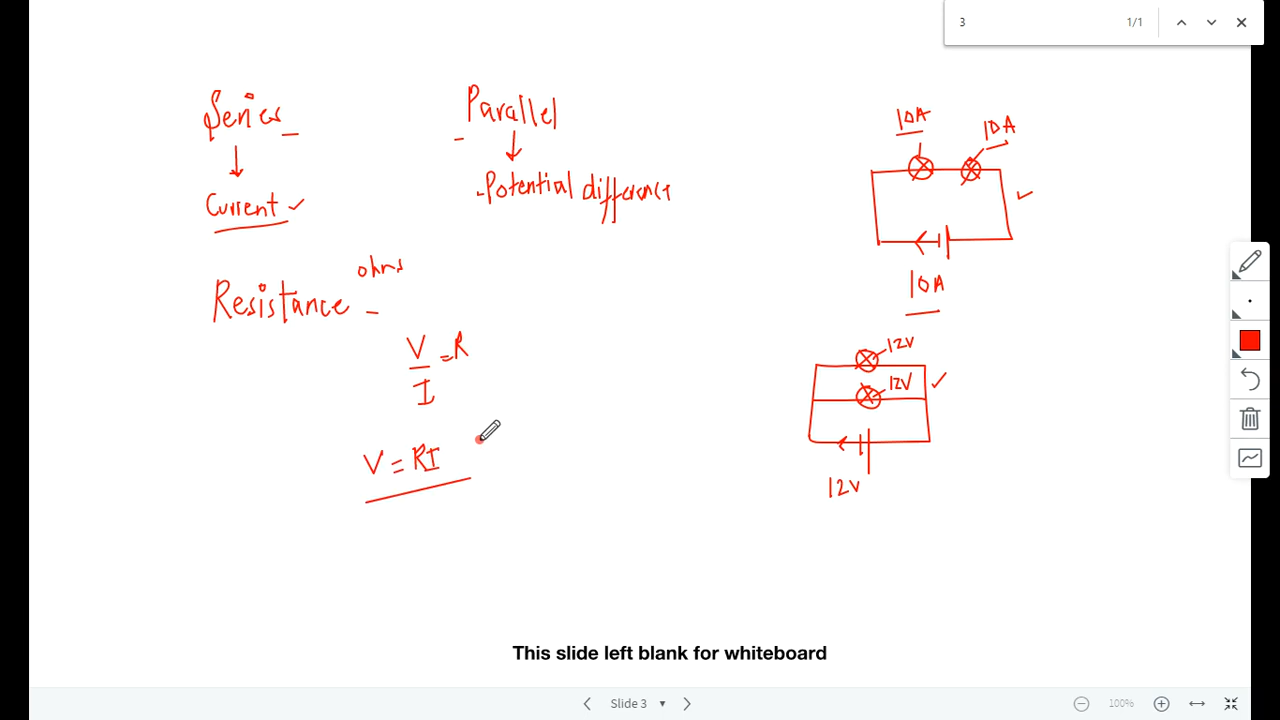 3
1/1
Series
Current
Parallel
Potential difference
Resistance
ohms
V
I
=R
V = RI
10A
10A
10A
12V
12V
12V
This slide left blank for whiteboard
Slide 3
100%